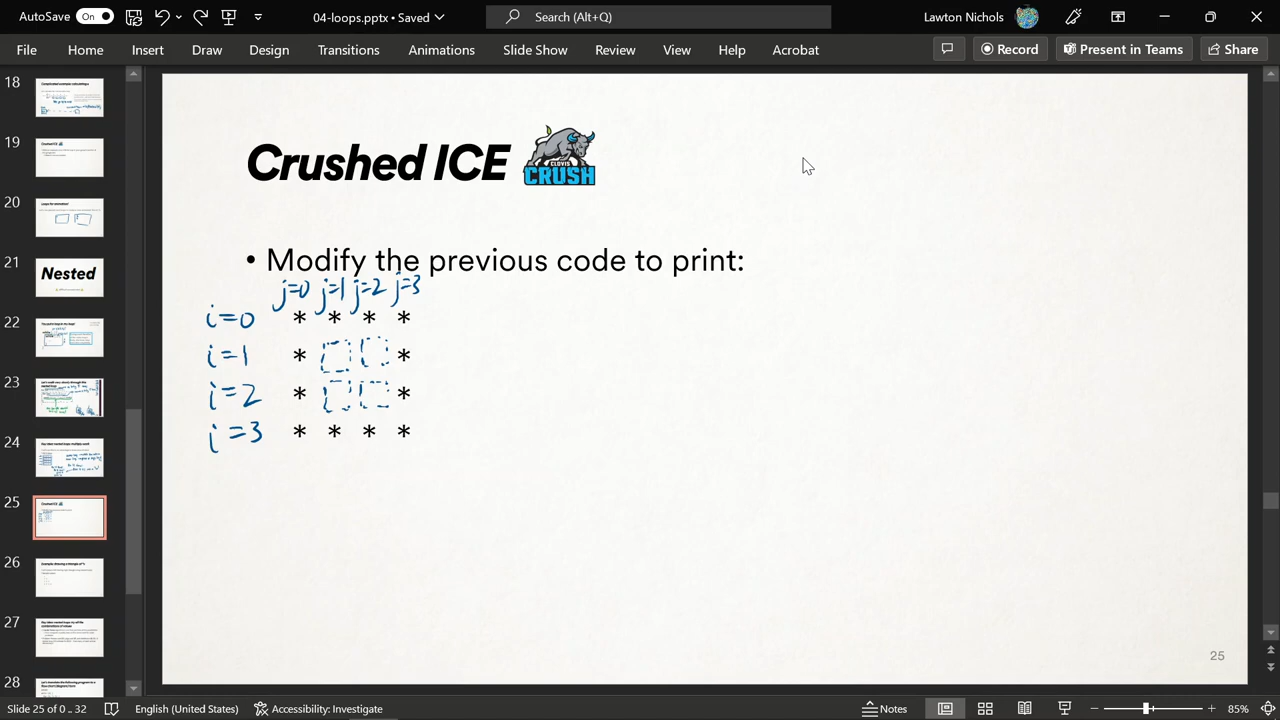 AutoSave On 04-loops.pptx • Saved Search (Alt+Q) Lawton Nichols
File Home Insert Draw Design Transitions Animations Slide Show Review View Help Acrobat Record Present in Teams Share
18
19
20
21
Nested
22
23
24
25
26
27
28
Crushed ICE
CLOVIS
CRUSH
• Modify the previous code to print:
j=0 j=1 j=2 j=3
i=0 * * * *
i=1 * *
i=2 * *
i=3 * * * *
25
Slide 25 of 0 .. 32 English (United States) Accessibility: Investigate Notes 85%